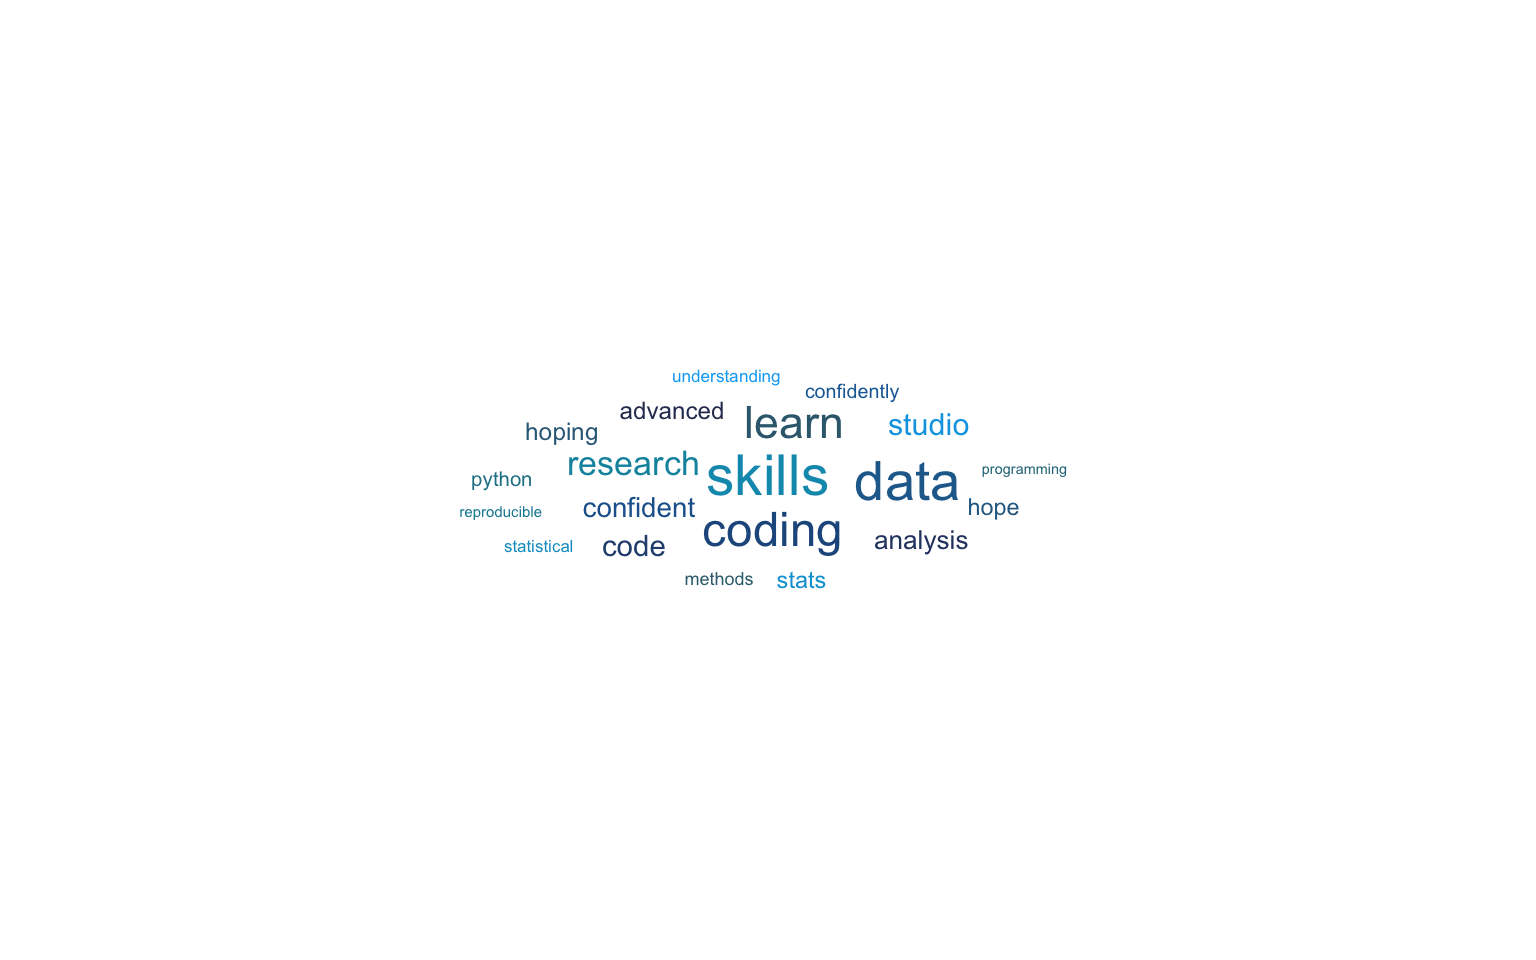 understanding
confidently
advanced
learn
studio
hoping
research
skills
data
programming
python
confident
hope
reproducible
coding
analysis
statistical
code
methods
stats